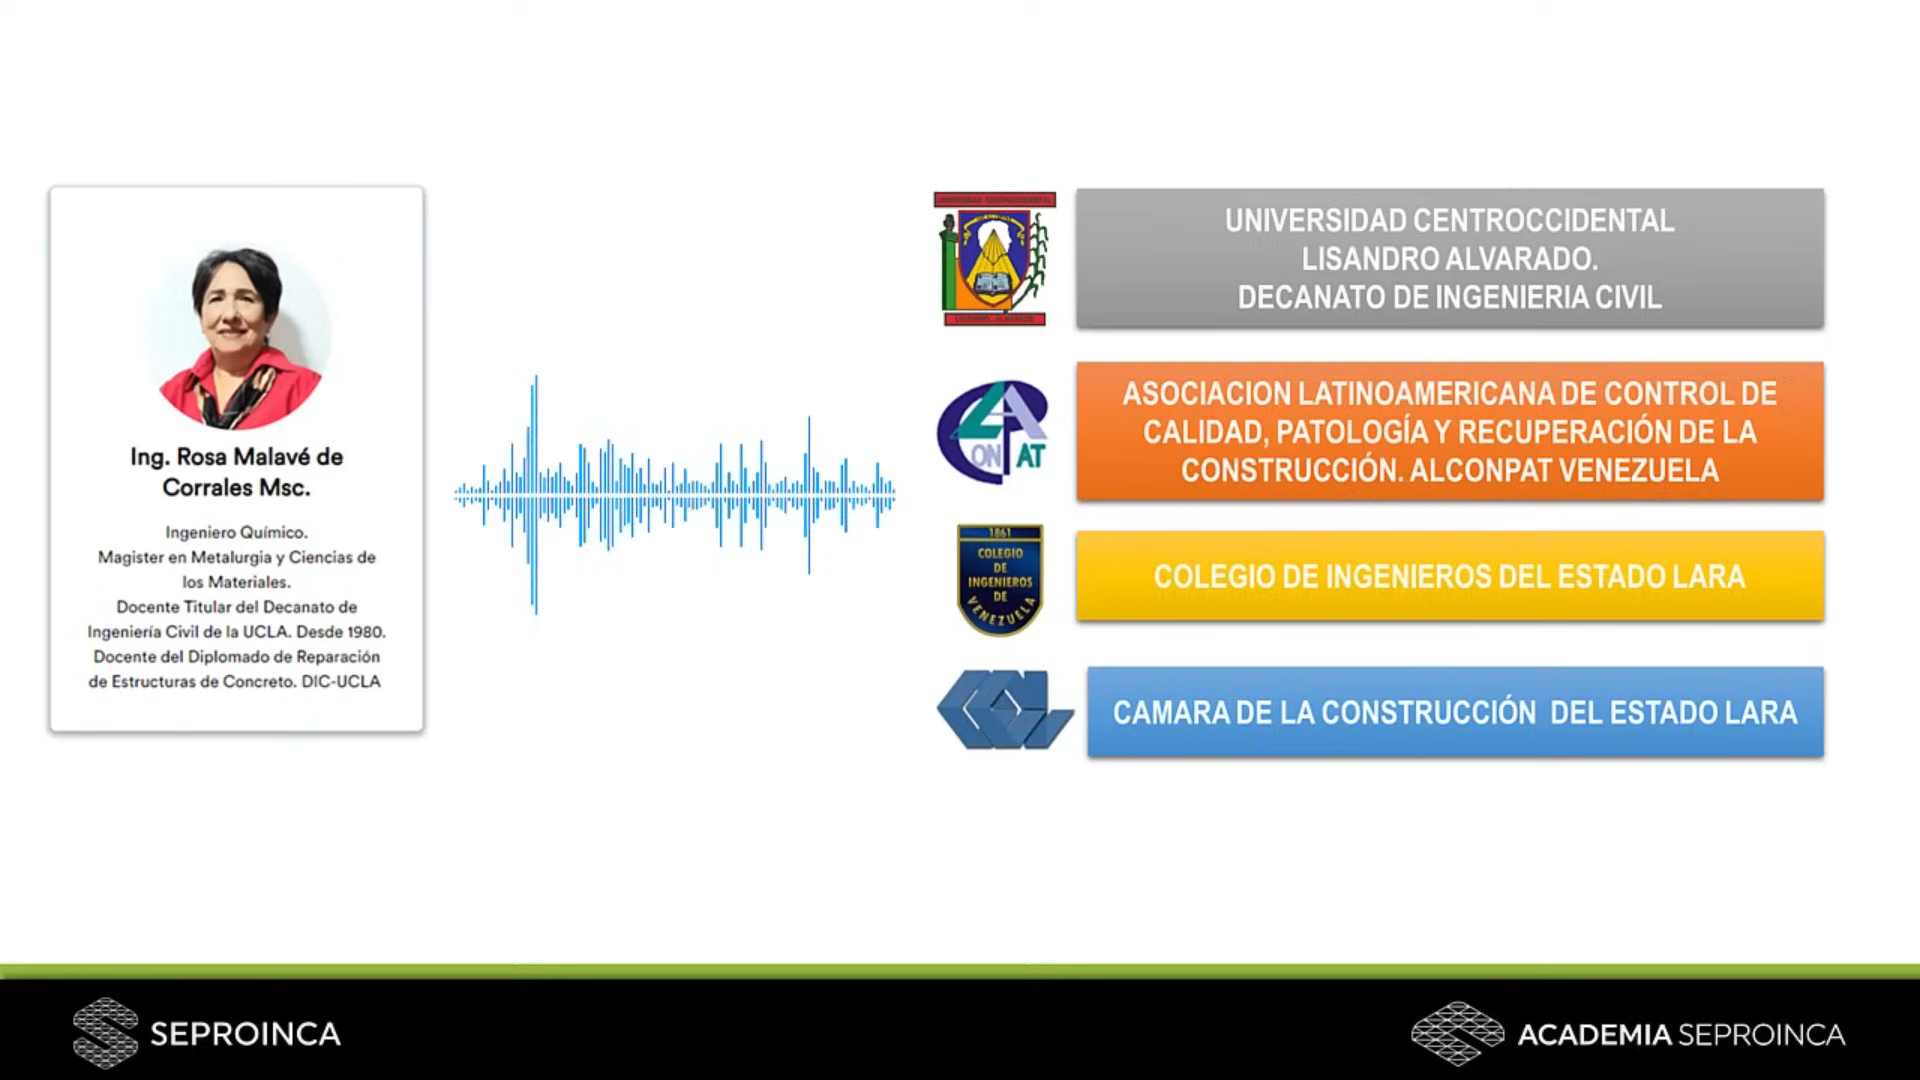 Ing. Rosa Malavé de
Corrales Msc.
Ingeniero Químico.
Magister en Metalurgia y Ciencias de
los Materiales.
Docente Titular del Decanato de
Ingeniería Civil de la UCLA. Desde 1980.
Docente del Diplomado de Reparación
de Estructuras de Concreto. DIC-UCLA
UNIVERSIDAD CENTROCCIDENTAL
LISANDRO ALVARADO.
DECANATO DE INGENIERIA CIVIL
ASOCIACION LATINOAMERICANA DE CONTROL DE
CALIDAD, PATOLOGÍA Y RECUPERACIÓN DE LA
CONSTRUCCIÓN. ALCONPAT VENEZUELA
1861
COLEGIO
DE
INGENIEROS
DE
VENEZUELA
COLEGIO DE INGENIEROS DEL ESTADO LARA
CAMARA DE LA CONSTRUCCIÓN DEL ESTADO LARA
SEPROINCA
ACADEMIA SEPROINCA